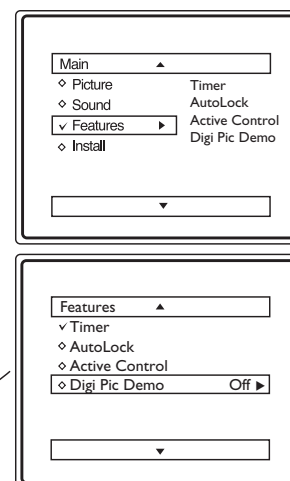 Main ▲
◇ Picture Timer
◇ Sound AutoLock
✓ Features ▶ Active Control
◇ Install Digi Pic Demo
▼
Features ▲
✓ Timer
◇ AutoLock
◇ Active Control
◇ Digi Pic Demo Off ▶
▼